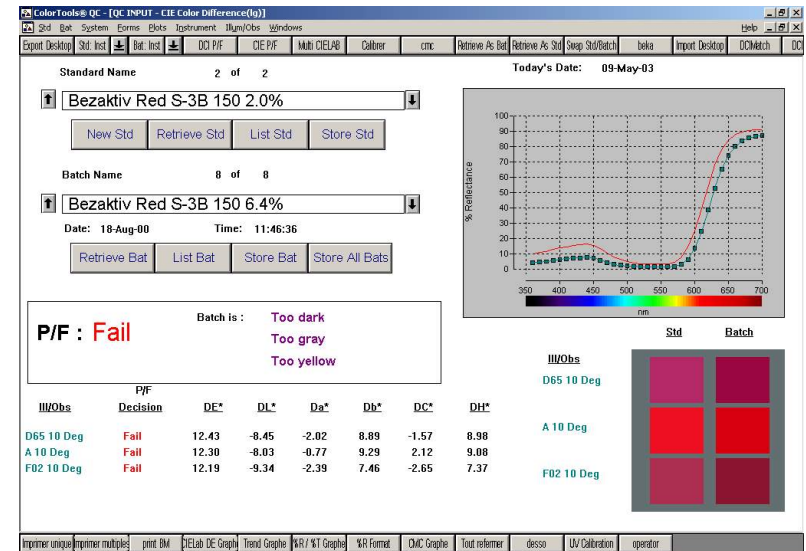 ColorTools® QC - [QC INPUT - CIE Color Difference(lq)]
Std Bat System Forms Plots Instrument Illum/Obs Windows Help
Export Desktop Std: Inst Bat: Inst DCI P/F CIE P/F Multi CIELAB Calibrer cmc Retrieve As Bat Retrieve As Std Swap Std/Batch beka Import Desktop DCIMatch DCI
Standard Name 2 of 2
Today's Date: 09-May-03
Bezaktiv Red S-3B 150 2.0%
New Std Retrieve Std List Std Store Std
Batch Name 8 of 8
Bezaktiv Red S-3B 150 6.4%
Date: 18-Aug-00 Time: 11:46:36
Retrieve Bat List Bat Store Bat Store All Bats
% Reflectance
100
90
80
70
60
50
40
30
20
10
0
350 400 450 500 550 600 650 700
nm
P/F : Fail
Batch is : Too dark
Too gray
Too yellow
Std Batch
Ill/Obs
D65 10 Deg
A 10 Deg
F02 10 Deg
P/F
Ill/Obs Decision DE* DL* Da* Db* DC* DH*
D65 10 Deg Fail 12.43 -8.45 -2.02 8.89 -1.57 8.98
A 10 Deg Fail 12.30 -8.03 -0.77 9.29 2.12 9.08
F02 10 Deg Fail 12.19 -9.34 -2.39 7.46 -2.65 7.37
Imprimer unique Imprimer multiples print BM CIELab DE Graph Trend Graphe %R / %T Graphe %R Format CMC Graphe Tout refermer desso UV Calibration operator